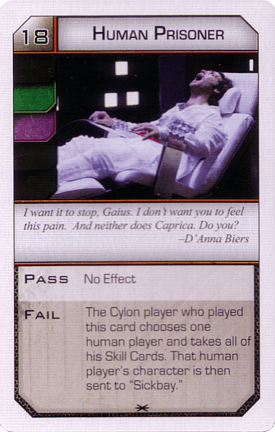 18 Human Prisoner
I want it to stop, Gaius. I don't want you to feel
this pain. And neither does Caprica. Do you?
–D'Anna Biers
Pass No Effect
Fail The Cylon player who played
this card chooses one
human player and takes all of
his Skill Cards. That human
player's character is then
sent to "Sickbay."